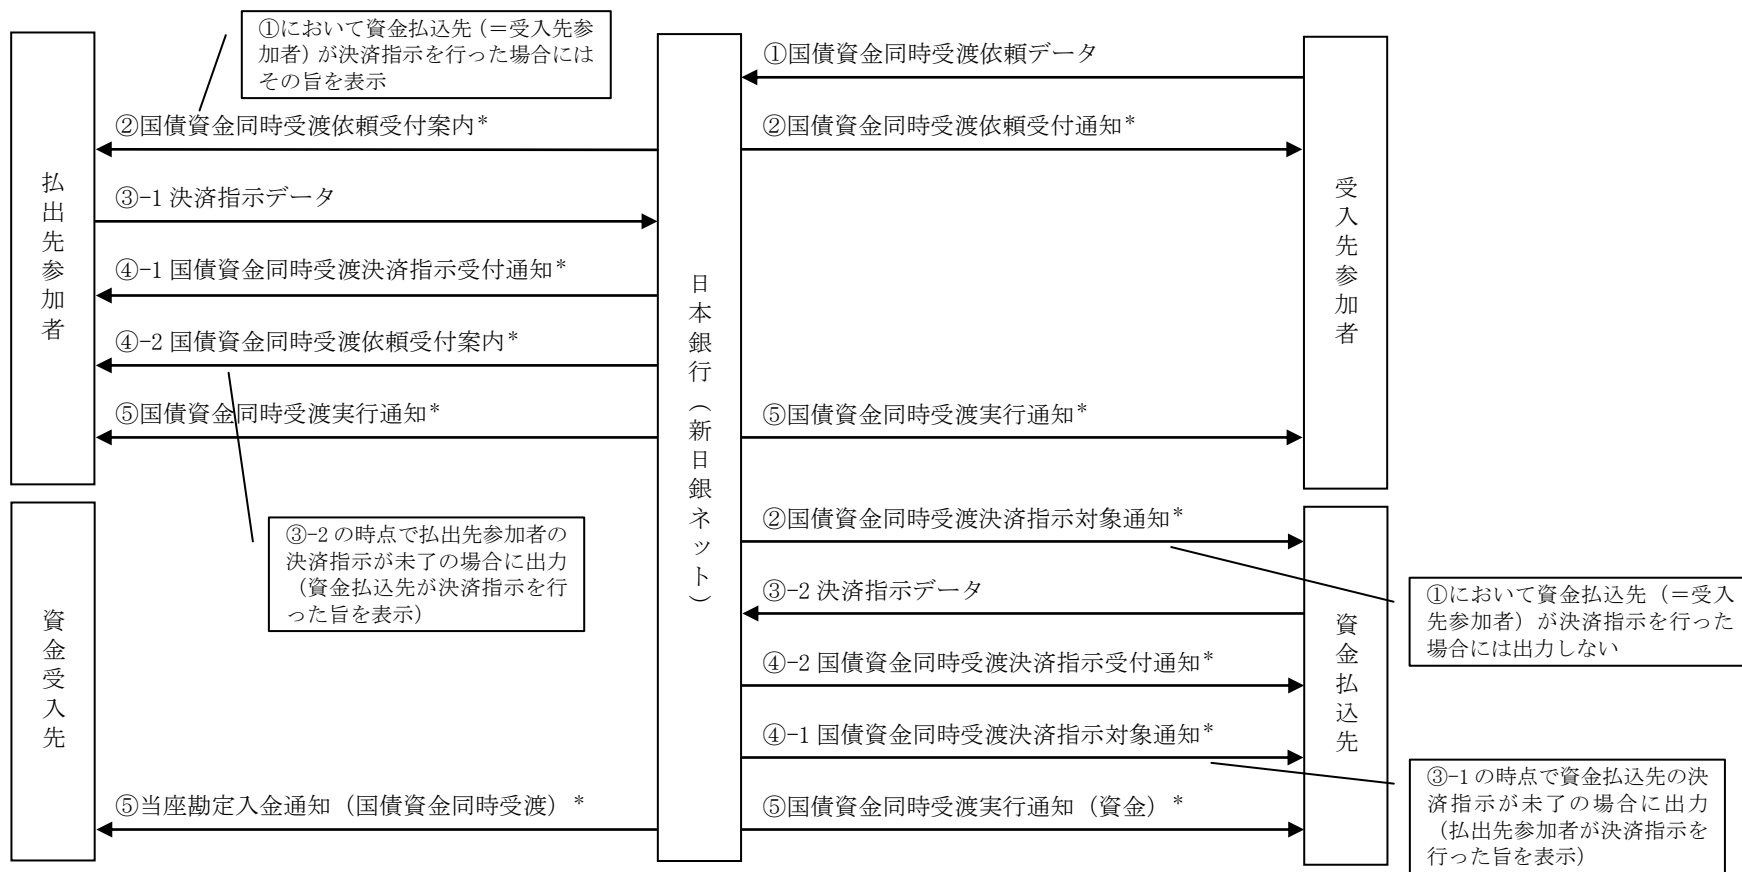 ①において資金払込先（＝受入先参
加者）が決済指示を行った場合には
その旨を表示
①国債資金同時受渡依頼データ
②国債資金同時受渡依頼受付案内*
②国債資金同時受渡依頼受付通知*
③-1 決済指示データ
④-1 国債資金同時受渡決済指示受付通知*
④-2 国債資金同時受渡依頼受付案内*
⑤国債資金同時受渡実行通知*
⑤国債資金同時受渡実行通知*
払出先参加者
日本銀行（新日銀ネット）
受入先参加者
③-2 の時点で払出先参加者の
決済指示が未了の場合に出力
（資金払込先が決済指示を行
った旨を表示）
②国債資金同時受渡決済指示対象通知*
③-2 決済指示データ
①において資金払込先（＝受入
先参加者）が決済指示を行った
場合には出力しない
④-2 国債資金同時受渡決済指示受付通知*
④-1 国債資金同時受渡決済指示対象通知*
③-1 の時点で資金払込先の決
済指示が未了の場合に出力
（払出先参加者が決済指示を
行った旨を表示）
⑤当座勘定入金通知（国債資金同時受渡）*
⑤国債資金同時受渡実行通知（資金）*
資金受入先
資金払込先